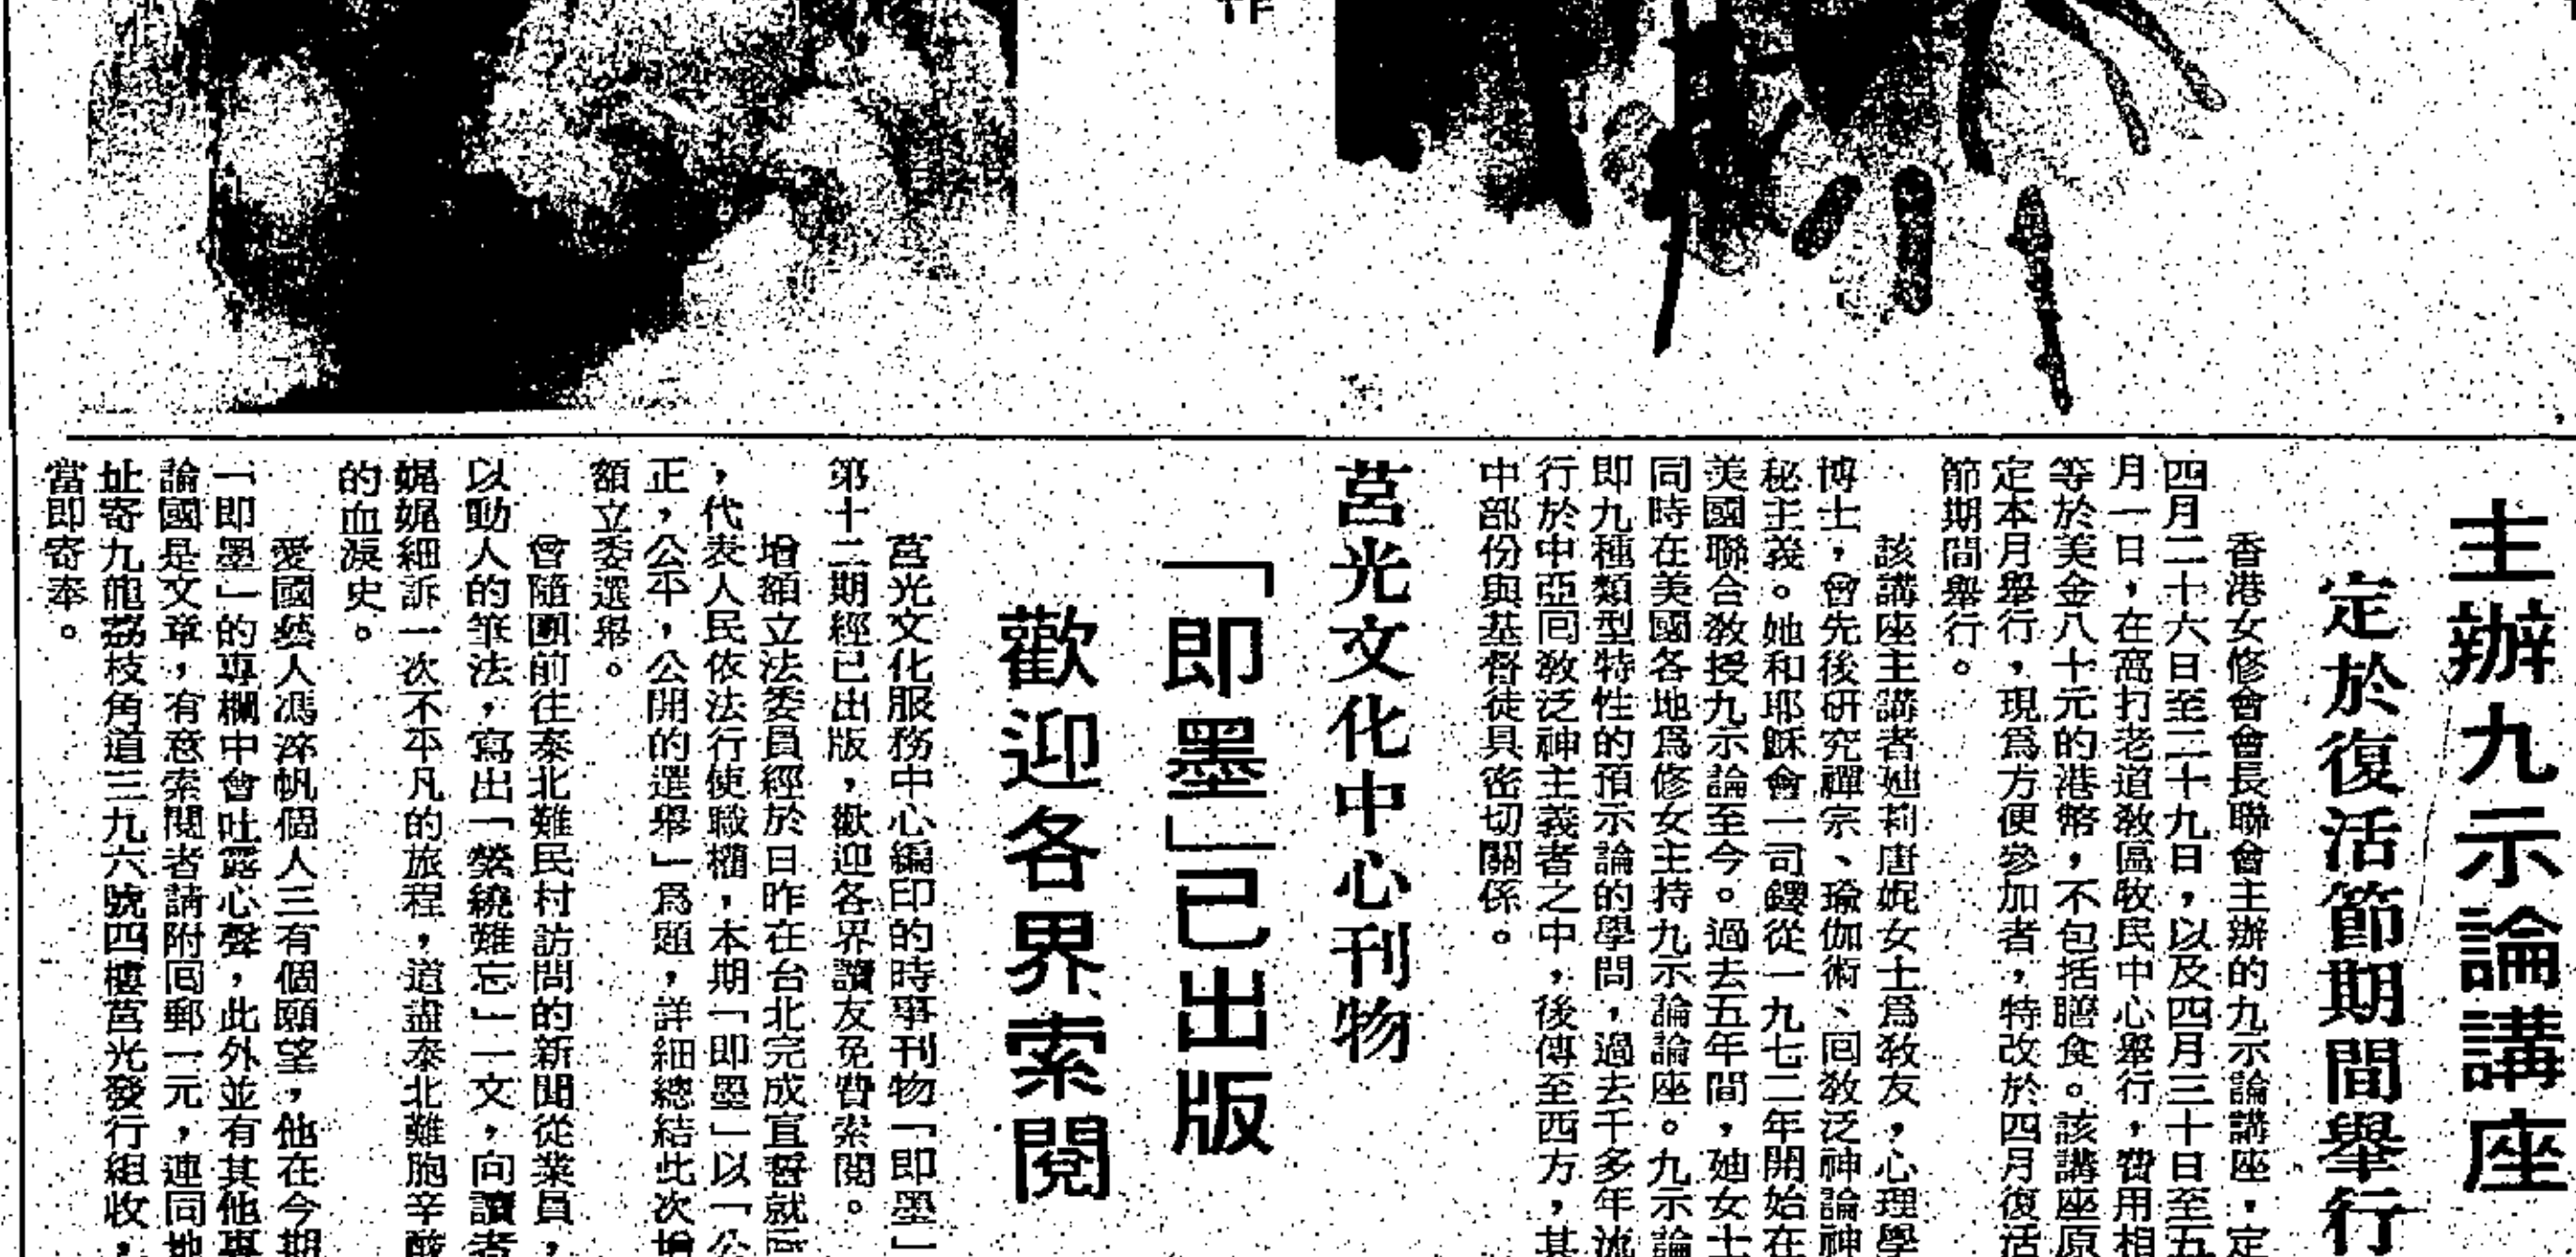 主辦九示論講座
定於復活節期間舉行
香港女修會會長聯會主辦的九示論講座，定
四月二十六日至二十九日，以及四月三十日至五
月一日，在窩打老道敎區牧民中心舉行，費用相
等於美金八十元的港幣，不包括膳食。該講座原
定本月舉行，現爲方便參加者，特改於四月復活
節期間舉行。
該講座主講者她莉唐妮女士爲敎友，心理學
博士，曾先後硏究禪宗、瑜伽術、回敎泛神論神
秘主義。她和耶穌會一司鐸從一九七二年開始在
美國聯合敎授九示論至今。過去五年間，她女士
同時在美國各地爲修女主持九示論論座。九示論
即九種類型特性的預示論的學問，過去千多年流
行於中亞回敎泛神主義者之中，後傳至西方，其
中部份與基督徒具密切關係。
莒光文化中心刊物
「即墨」已出版
歡迎各界索閱
莒光文化服務中心編印的時事刊物「即墨」
第十二期經已出版，歡迎各界讀友免費索閱。
增額立法委員經於日昨在台北完成宣誓就
，代表人民依法行使職權，本期「即墨」以「公
正，公平，公開的選舉」爲題，詳細總結此次增
額立委選舉。
曾隨團前往泰北難民村訪問的新聞從業員，
以動人的筆法，寫出「縈繞難忘」一文，向讀者
娓娓細訴一次不平凡的旅程，道盡泰北難胞辛酸
的血淚史。
愛國藝人馮淬帆個人三有個願望，他在今期
「即墨」的專欄中會吐露心聲，此外並有其他專
論國是文章，有意索閱者請附回郵一元，連同地
址寄九龍荔枝角道三九六號四樓莒光發行組收，
當即寄奉。